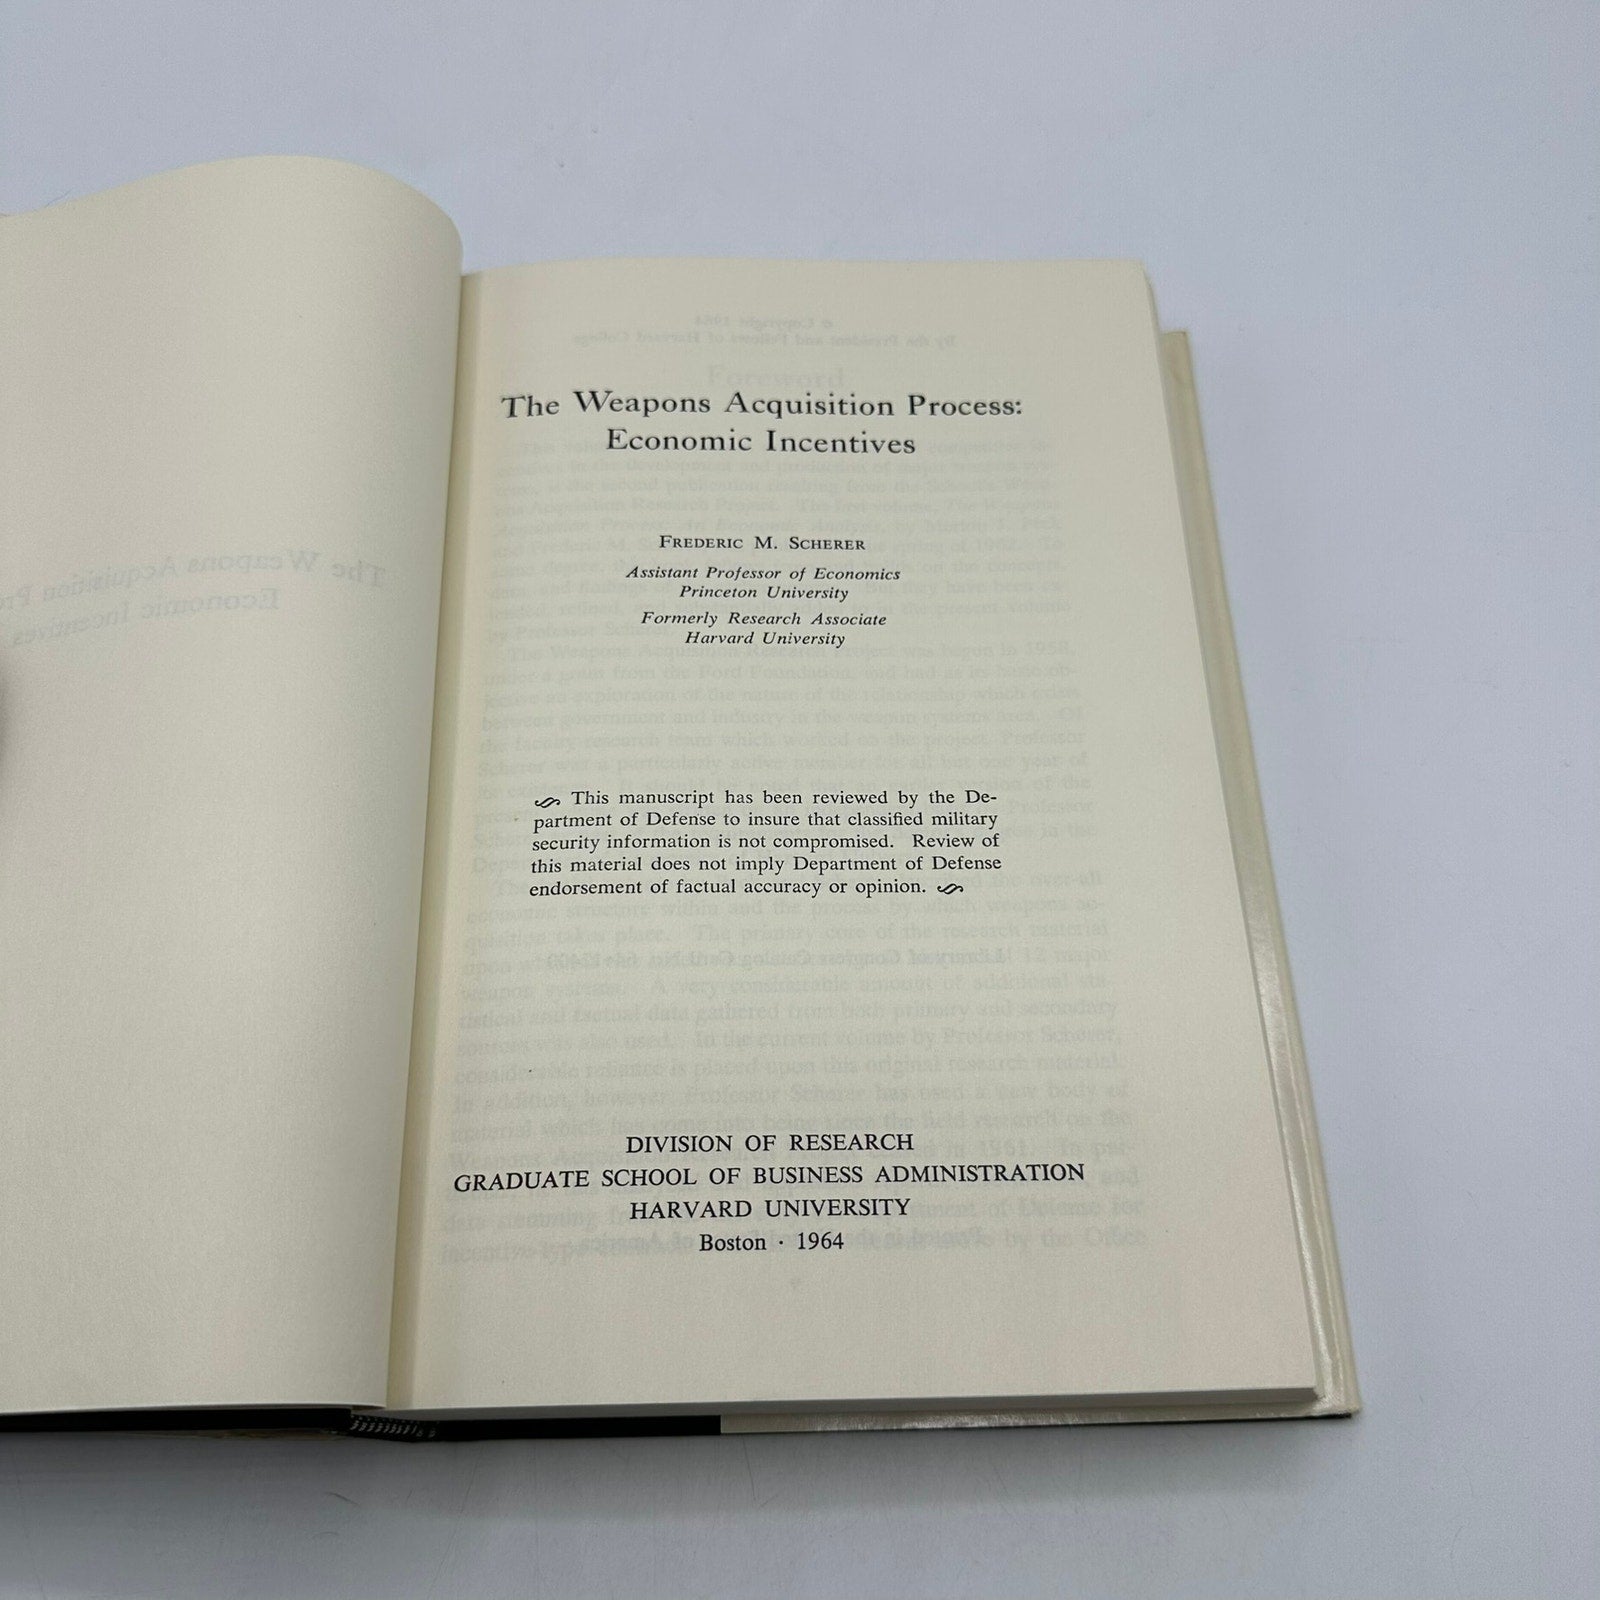 The Weapons Acquisition Process:
Economic Incentives
FREDERIC M. SCHERER
Assistant Professor of Economics
Princeton University
Formerly Research Associate
Harvard University
This manuscript has been reviewed by the De-
partment of Defense to insure that classified military
security information is not compromised. Review of
this material does not imply Department of Defense
endorsement of factual accuracy or opinion.
DIVISION OF RESEARCH
GRADUATE SCHOOL OF BUSINESS ADMINISTRATION
HARVARD UNIVERSITY
Boston · 1964